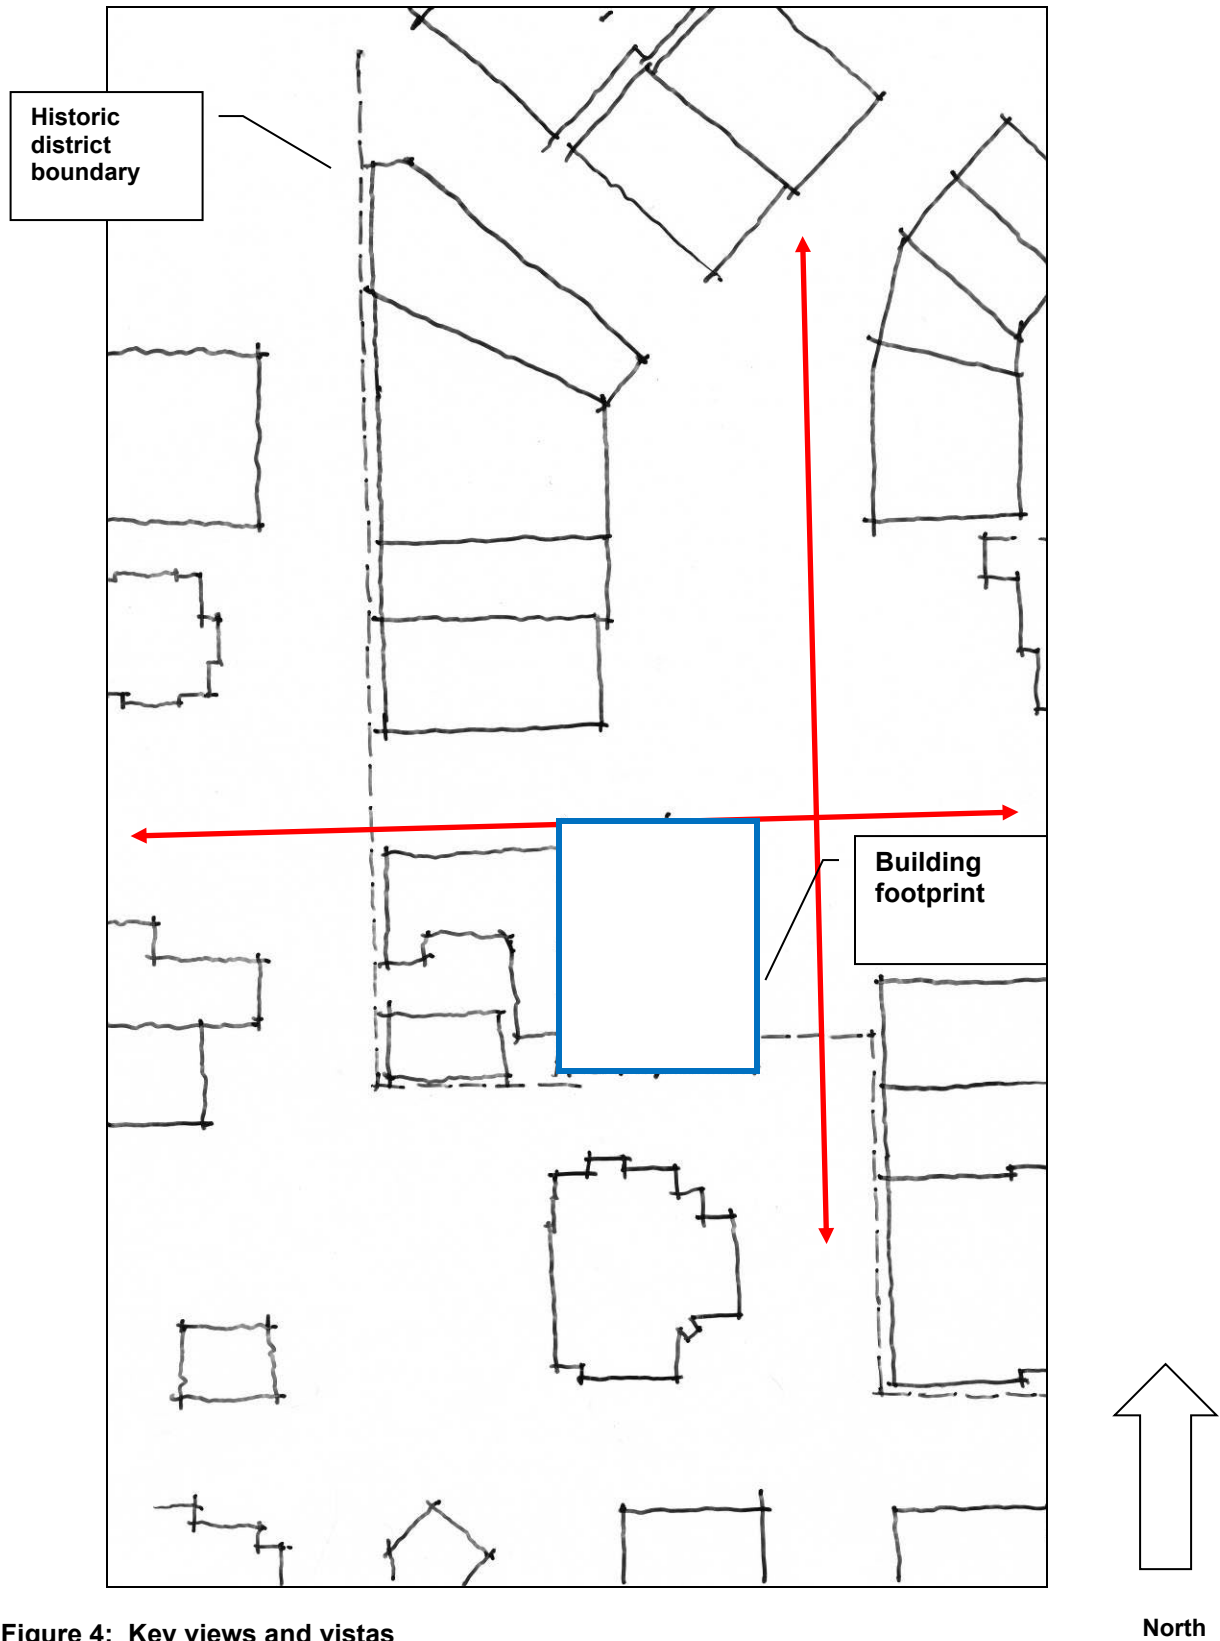 Historic
district
boundary
Building
footprint
North
Figure 4:  Key views and vistas